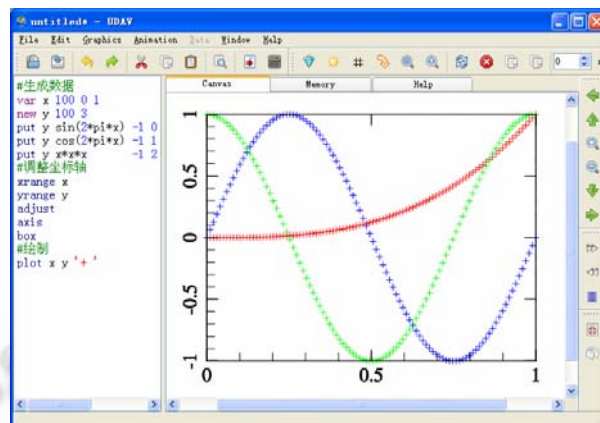 untitled* - UDAV
File Edit Graphics Animation Data Window Help
0
Canvas Memory Help
#生成数据
var x 100 0 1
new y 100 3
put y sin(2*pi*x) -1 0
put y cos(2*pi*x) -1 1
put y x*x*x -1 2
#调整坐标轴
xrange x
yrange y
adjust
axis
box
#绘制
plot x y '+ '
1
0.5
0
-0.5
-1
0 0.5 1